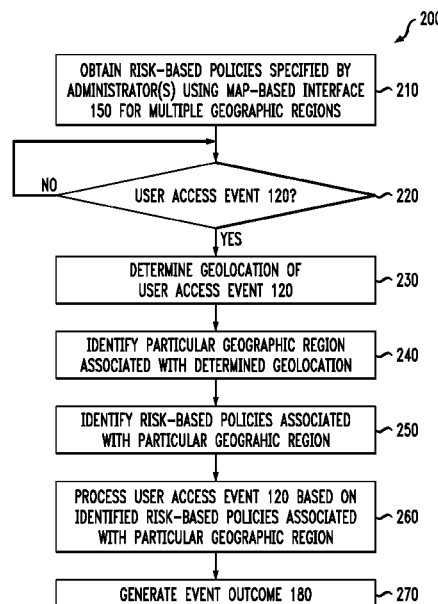 200
OBTAIN RISK-BASED POLICIES SPECIFIED BY
ADMINISTRATOR(S) USING MAP-BASED INTERFACE
150 FOR MULTIPLE GEOGRAPHIC REGIONS
210
NO
USER ACCESS EVENT 120?
220
YES
DETERMINE GEOLOCATION OF
USER ACCESS EVENT 120
230
IDENTIFY PARTICULAR GEOGRAPHIC REGION
ASSOCIATED WITH DETERMINED GEOLOCATION
240
IDENTIFY RISK-BASED POLICIES ASSOCIATED
WITH PARTICULAR GEOGRAHIC REGION
250
PROCESS USER ACCESS EVENT 120 BASED ON
IDENTIFIED RISK-BASED POLICIES ASSOCIATED
WITH PARTICULAR GEOGRAPHIC REGION
260
GENERATE EVENT OUTCOME 180
270